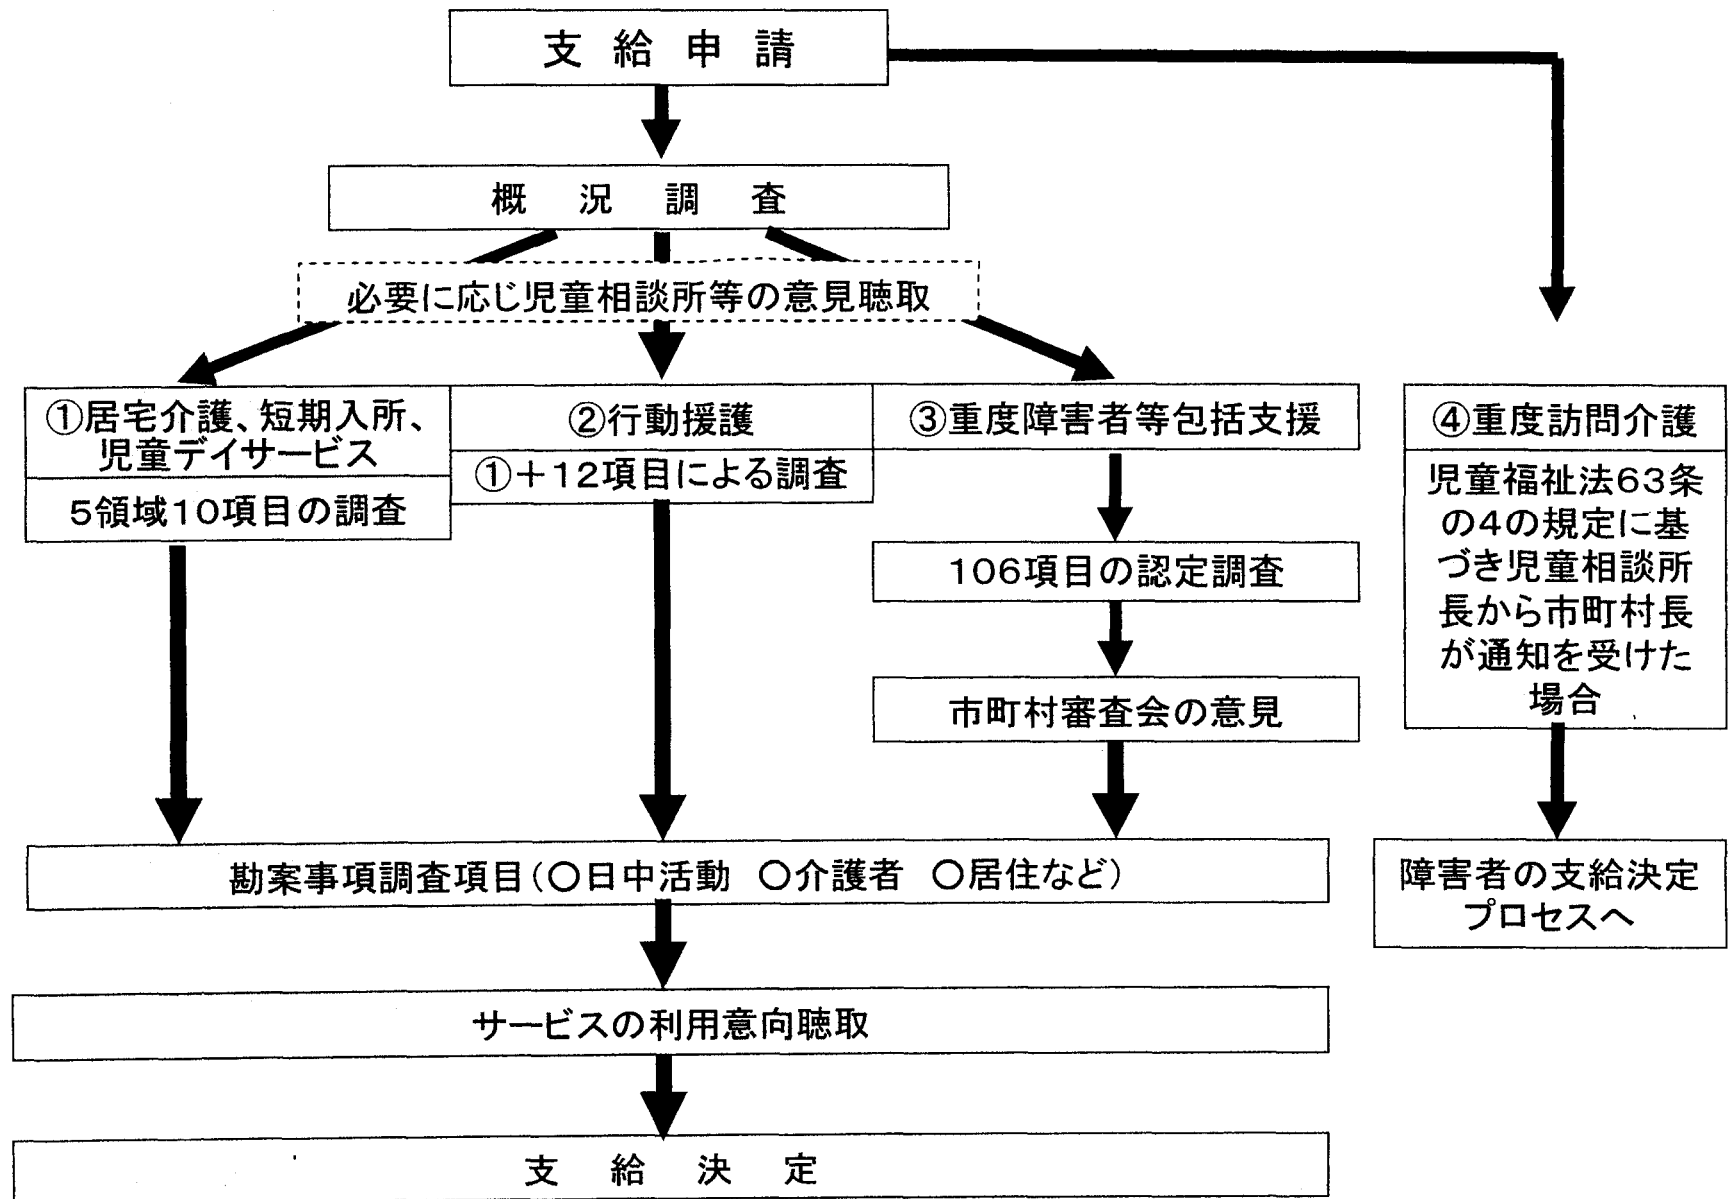 支給申請
概況調査
必要に応じ児童相談所等の意見聴取
①居宅介護、短期入所、
児童デイサービス
5領域10項目の調査
②行動援護
①+12項目による調査
③重度障害者等包括支援
106項目の認定調査
市町村審査会の意見
④重度訪問介護
児童福祉法63条
の4の規定に基
づき児童相談所
長から市町村長
が通知を受けた
場合
勘案事項調査項目(○日中活動 ○介護者 ○居住など)
障害者の支給決定
プロセスへ
サービスの利用意向聴取
支給決定